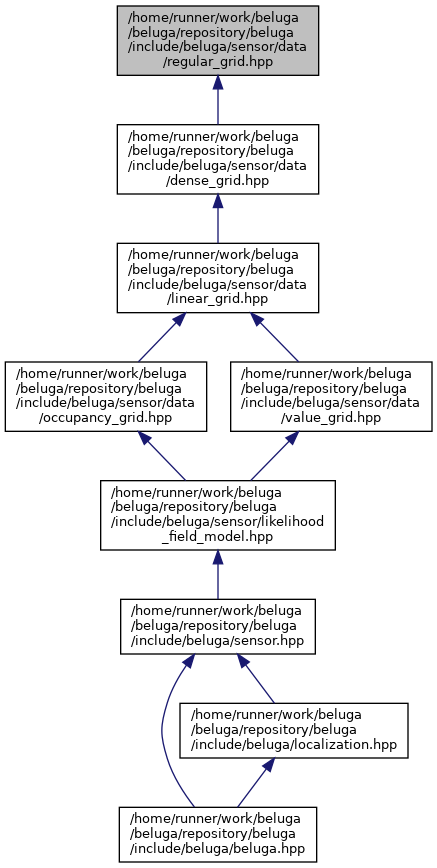 /home/runner/work/beluga
/beluga/repository/beluga
/include/beluga/sensor/data
/regular_grid.hpp
/home/runner/work/beluga
/beluga/repository/beluga
/include/beluga/sensor/data
/dense_grid.hpp
/home/runner/work/beluga
/beluga/repository/beluga
/include/beluga/sensor/data
/linear_grid.hpp
/home/runner/work/beluga
/beluga/repository/beluga
/include/beluga/sensor/data
/occupancy_grid.hpp
/home/runner/work/beluga
/beluga/repository/beluga
/include/beluga/sensor/data
/value_grid.hpp
/home/runner/work/beluga
/beluga/repository/beluga
/include/beluga/sensor/likelihood
_field_model.hpp
/home/runner/work/beluga
/beluga/repository/beluga
/include/beluga/sensor.hpp
/home/runner/work/beluga
/beluga/repository/beluga
/include/beluga/localization.hpp
/home/runner/work/beluga
/beluga/repository/beluga
/include/beluga/beluga.hpp